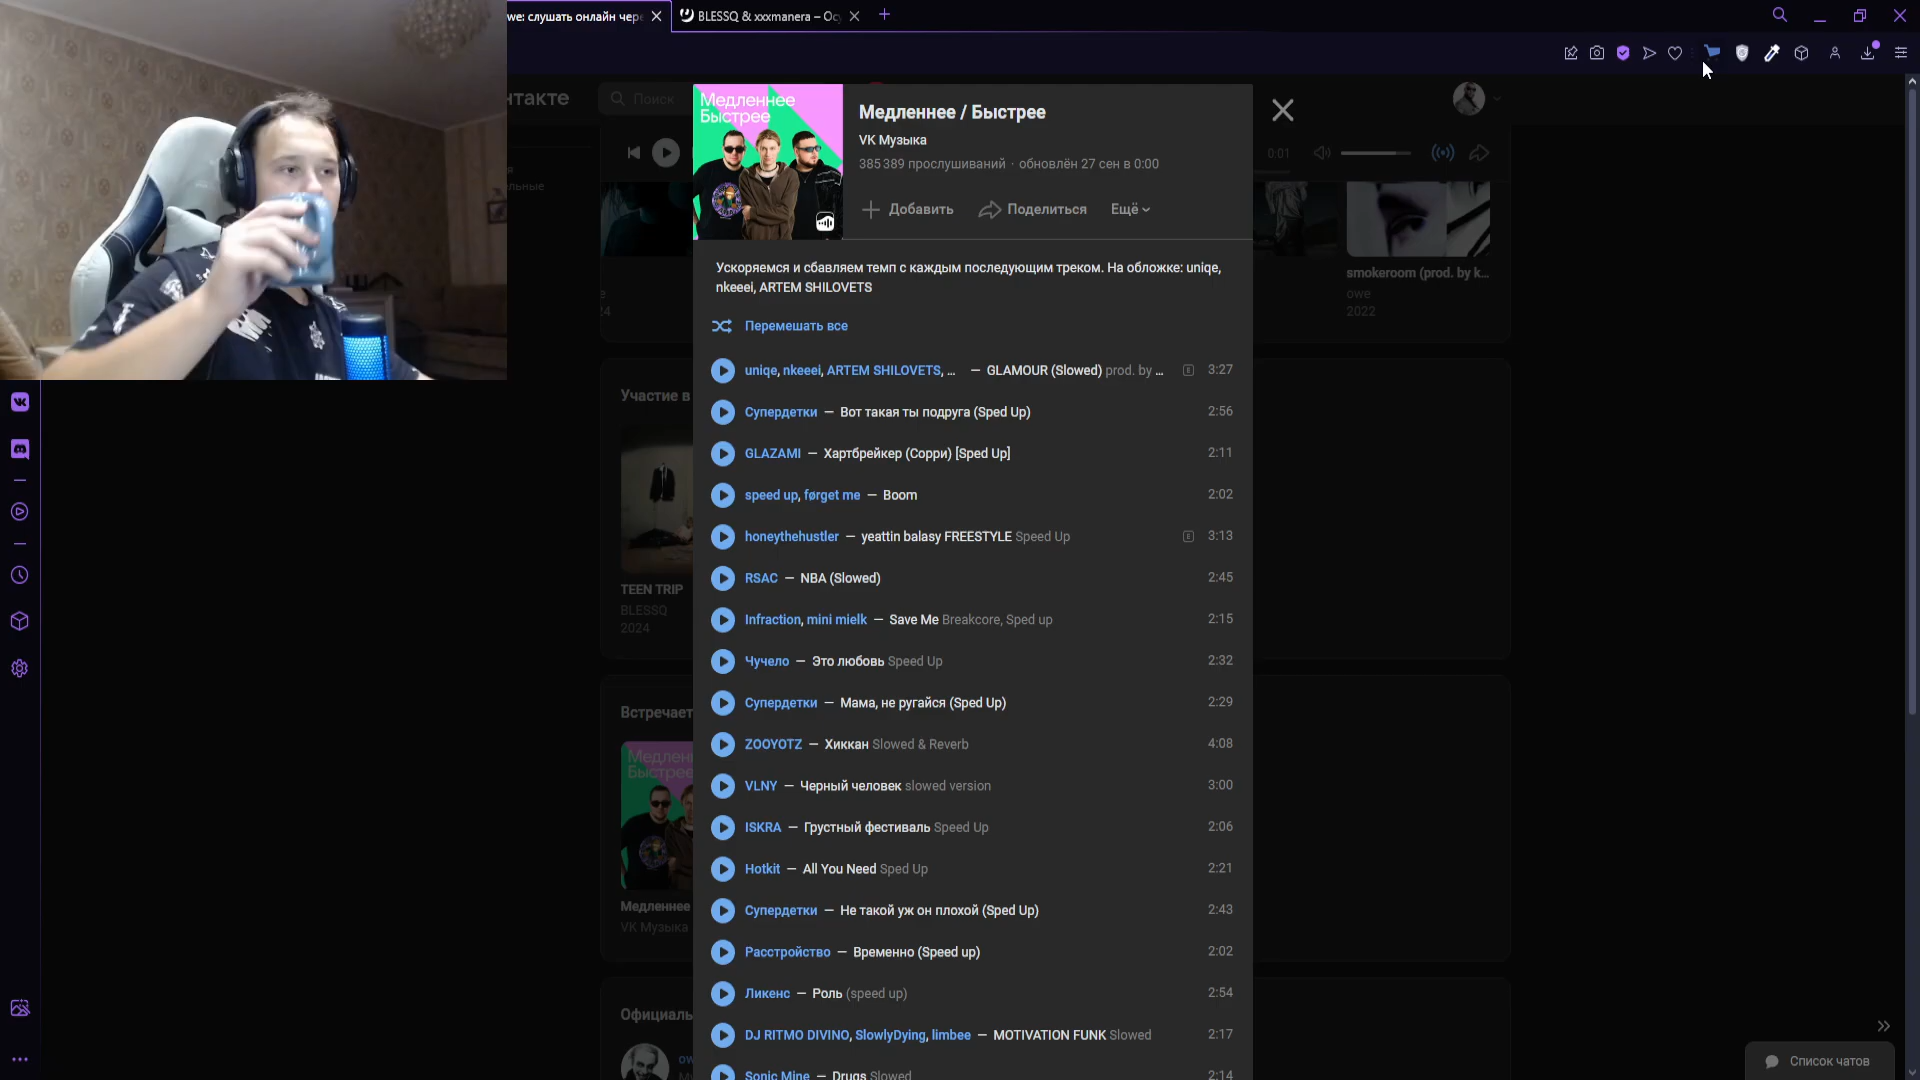 we: слушать онлайн чер
BLESSQ & xxxmanera – Ос
нтакте
Поиск
0:01
Медленнее
Быстрее
Медленнее / Быстрее
VK Музыка
385 389 прослушиваний · обновлён 27 сен в 0:00
Добавить
Поделиться
Ещё
Ускоряемся и сбавляем темп с каждым последующим треком. На обложке: uniqe,
nkeeei, ARTEM SHILOVETS
Перемешать все
uniqe, nkeeei, ARTEM SHILOVETS, ... — GLAMOUR (Slowed) prod. by ... 3:27
Супердетки — Вот такая ты подруга (Sped Up) 2:56
GLAZAMI — Хартбрейкер (Сорри) [Sped Up] 2:11
speed up, førget me — Boom 2:02
honeythehustler — yeattin balasy FREESTYLE Speed Up 3:13
RSAC — NBA (Slowed) 2:45
Infraction, mini mielk — Save Me Breakcore, Sped up 2:15
Чучело — Это любовь Speed Up 2:32
Супердетки — Мама, не ругайся (Sped Up) 2:29
ZOOYOTZ — Хиккан Slowed & Reverb 4:08
VLNY — Черный человек slowed version 3:00
ISKRA — Грустный фестиваль Speed Up 2:06
Hotkit — All You Need Sped Up 2:21
Супердетки — Не такой уж он плохой (Sped Up) 2:43
Расстройство — Временно (Speed up) 2:02
Ликенс — Роль (speed up) 2:54
DJ RITMO DIVINO, SlowlyDying, limbee — MOTIVATION FUNK Slowed 2:17
Sonic Mine — Drugs Slowed 2:14
smokeroom (prod. by k...
owe
2022
Участие в
TEEN TRIP
BLESSQ
2024
Встречает
Медленнее
Быстрее
Медленнее
VK Музыка
Официаль
ow
Список чатов